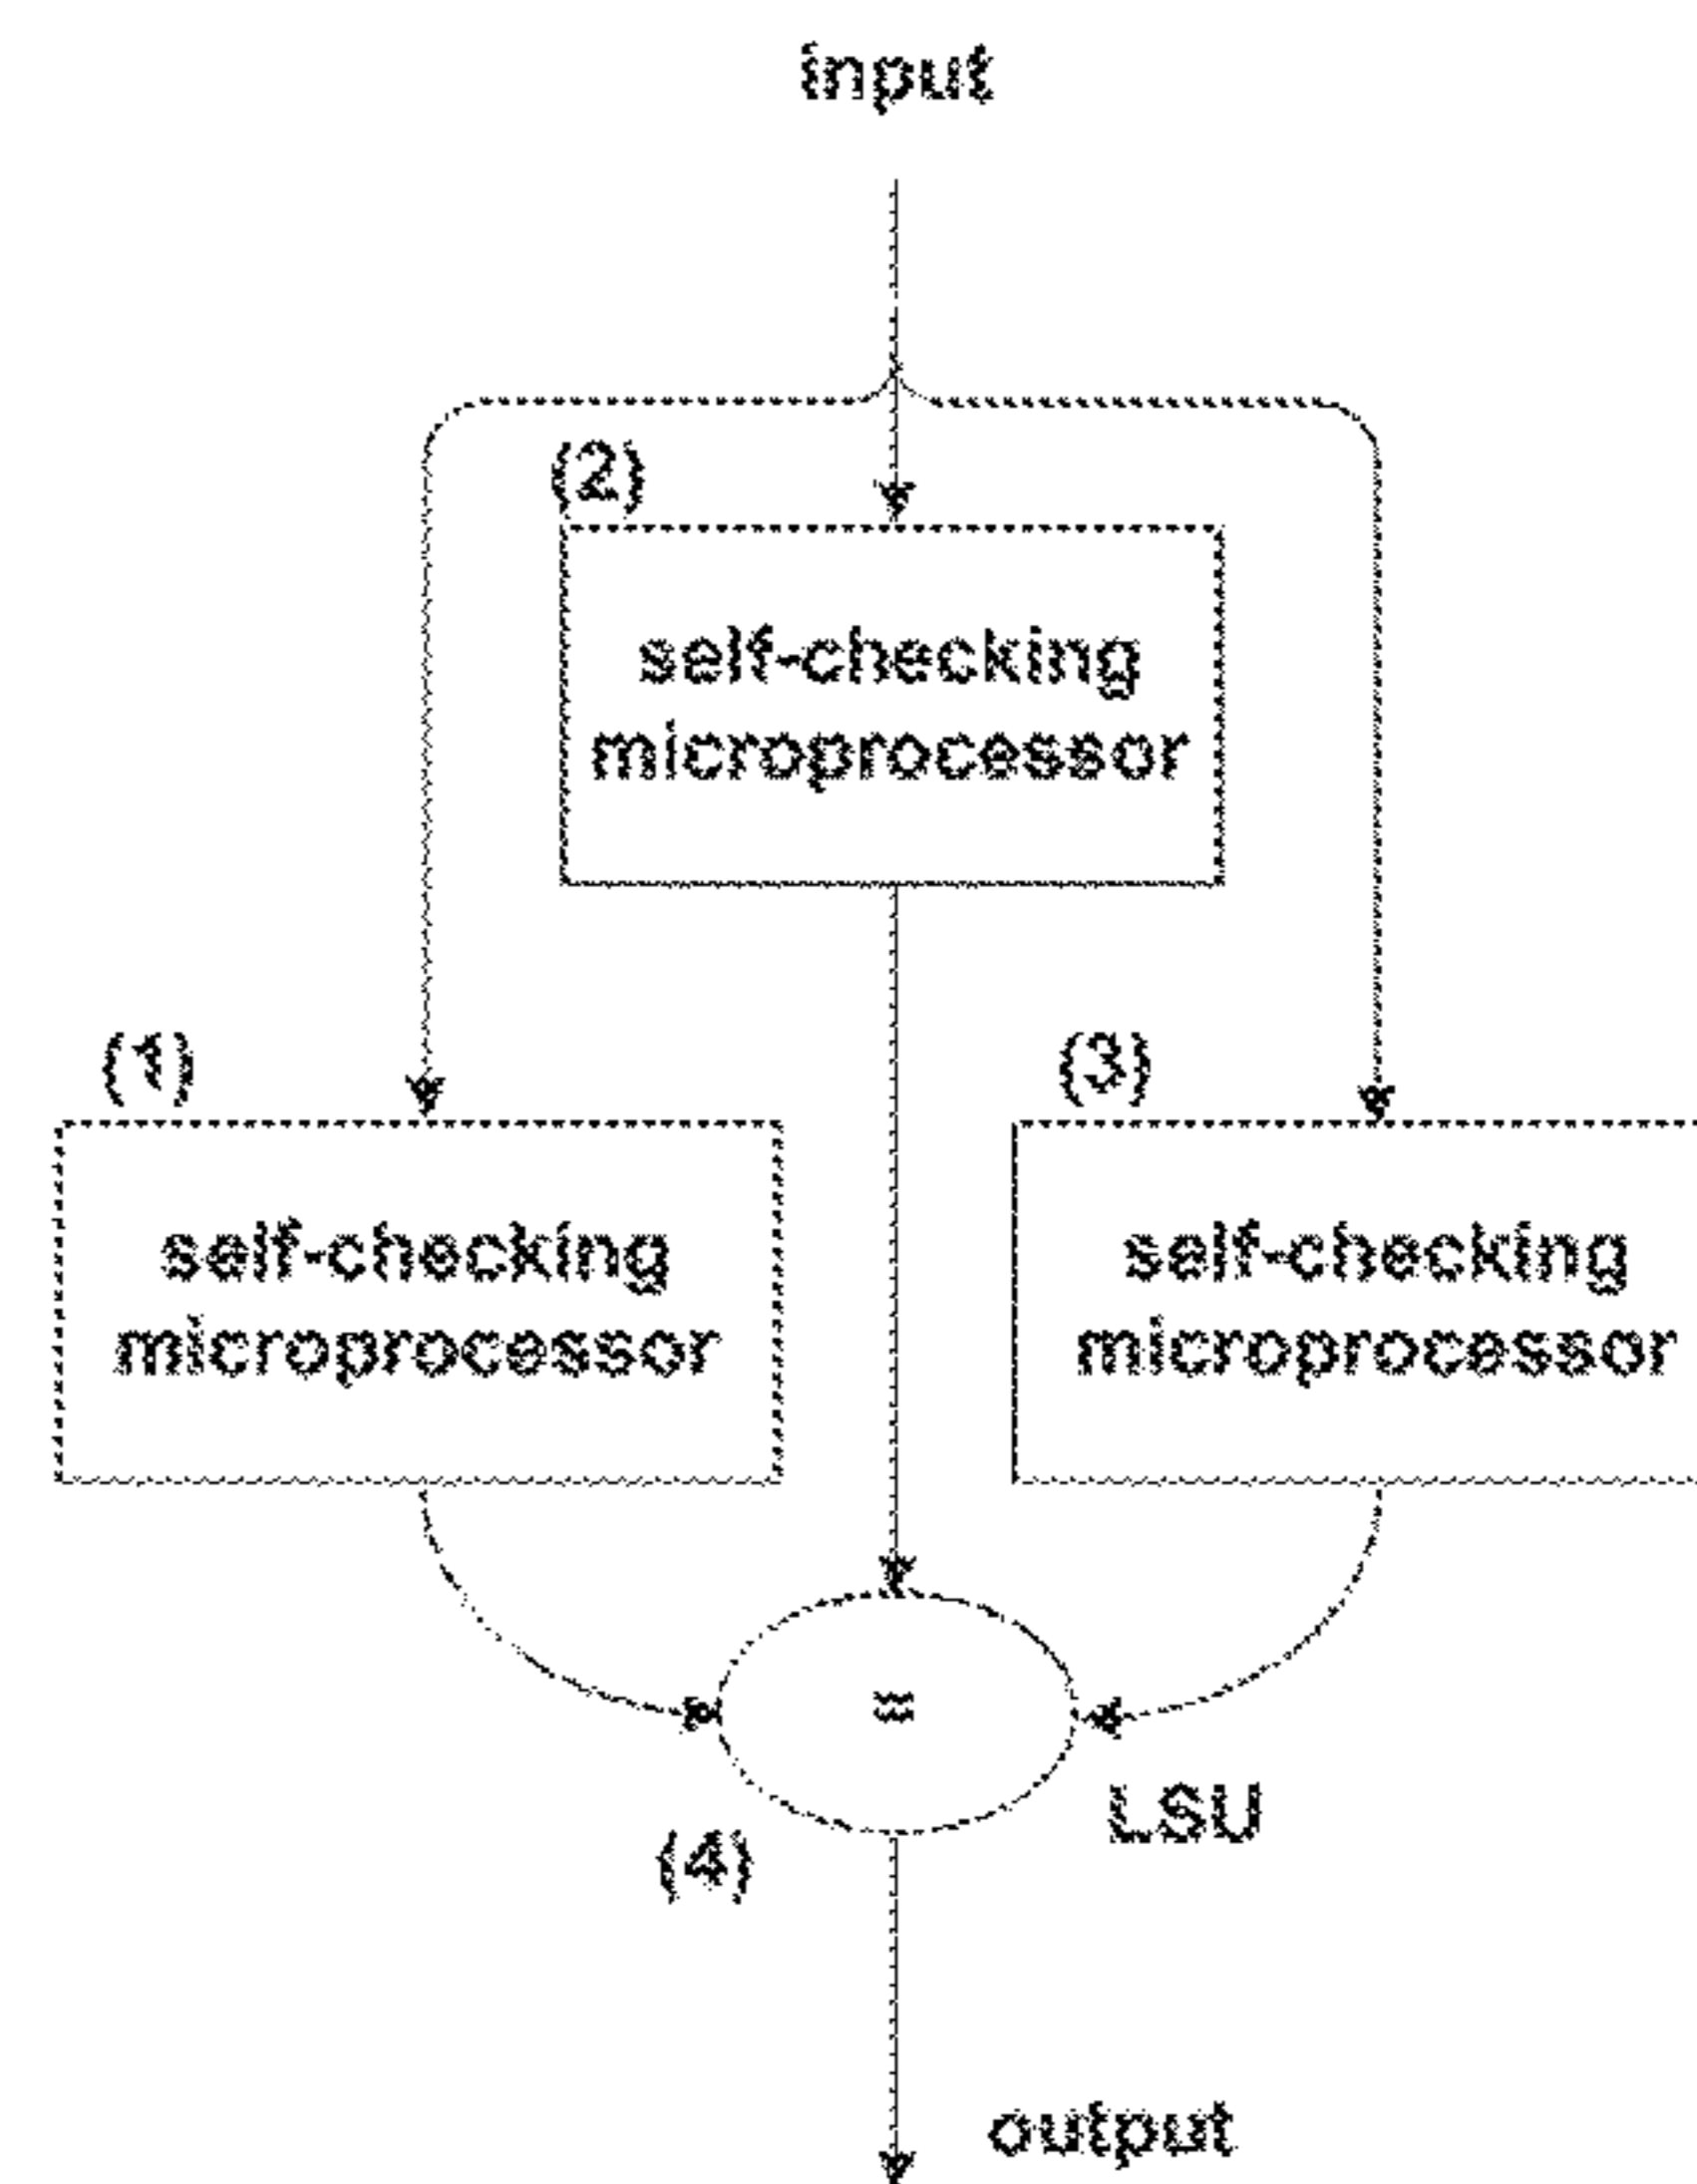 input
(2)
self-checking
microprocessor
(1)
(3)
self-checking
microprocessor
self-checking
microprocessor
=
LSU
(4)
output